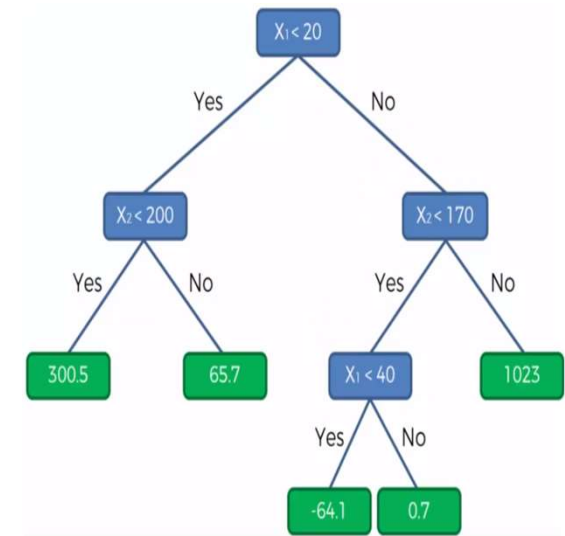 X₁ < 20
Yes
No
X₂ < 200
X₂ < 170
Yes
No
Yes
No
300.5
65.7
X₁ < 40
1023
Yes
No
-64.1
0.7